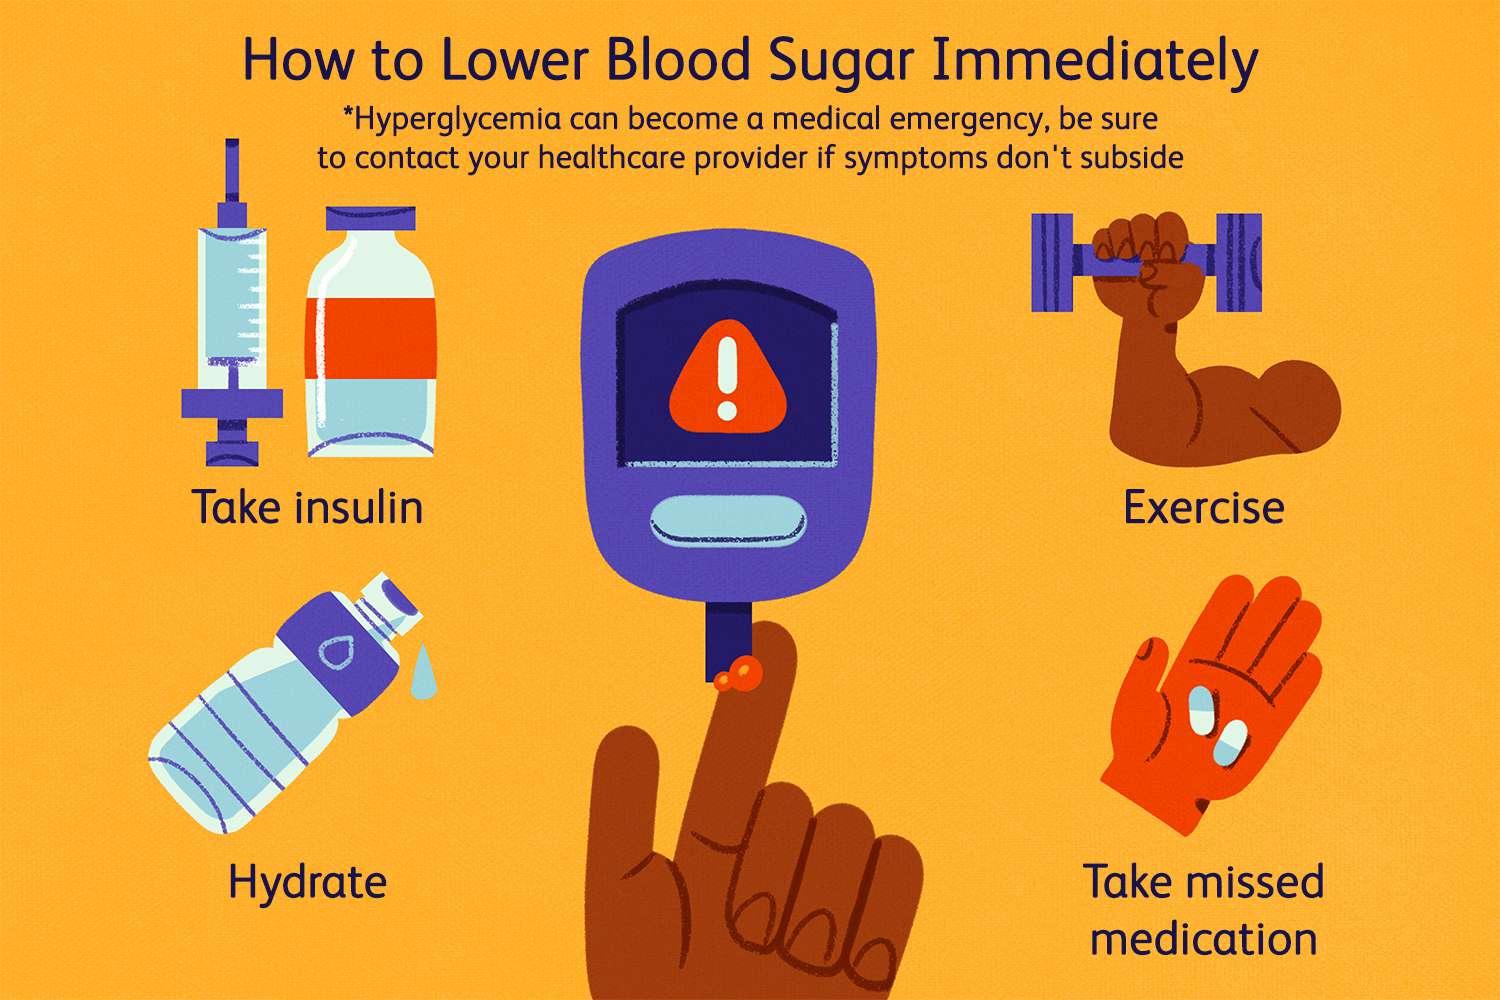 How to Lower Blood Sugar Immediately
*Hyperglycemia can become a medical emergency, be sure
to contact your healthcare provider if symptoms don't subside
Take insulin
Exercise
Hydrate
Take missed
medication